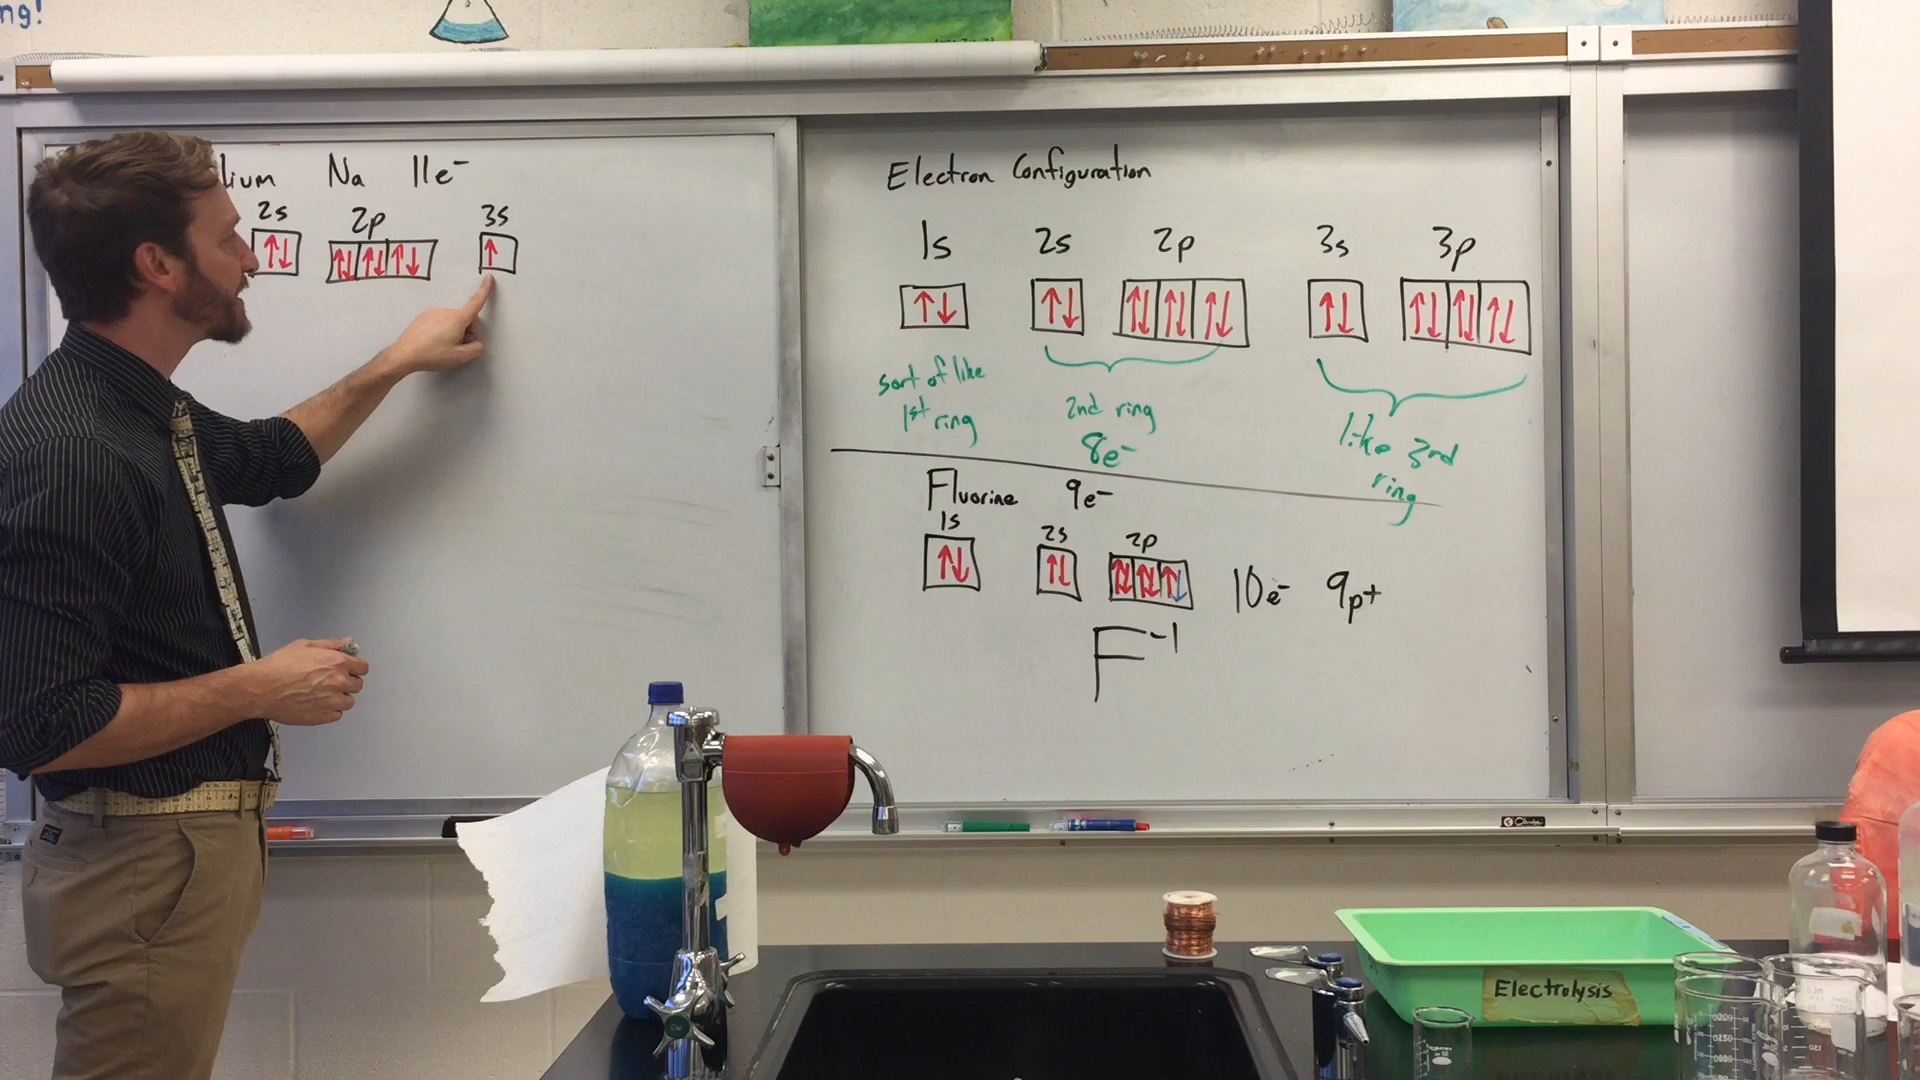 ng!
lium Na 11e⁻
2s 2p 3s
Electron Configuration
1s 2s 2p 3s 3p
sort of like
1st ring
2nd ring
8e⁻
like 3rd
ring
Fluorine 9e⁻
1s 2s 2p
10e⁻ 9p+
F⁻¹
Electrolysis